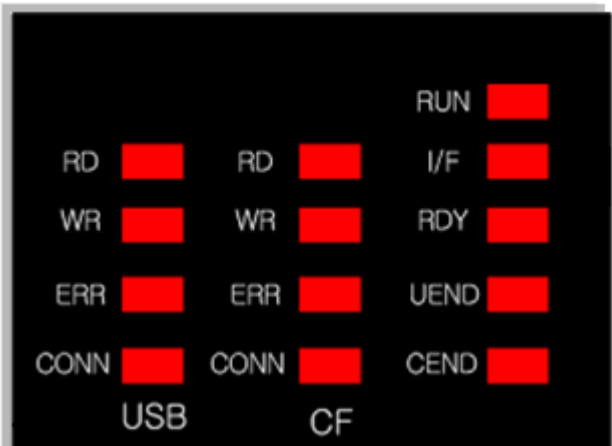 RUN
RD RD I/F
WR WR RDY
ERR ERR UEND
CONN CONN CEND
USB CF